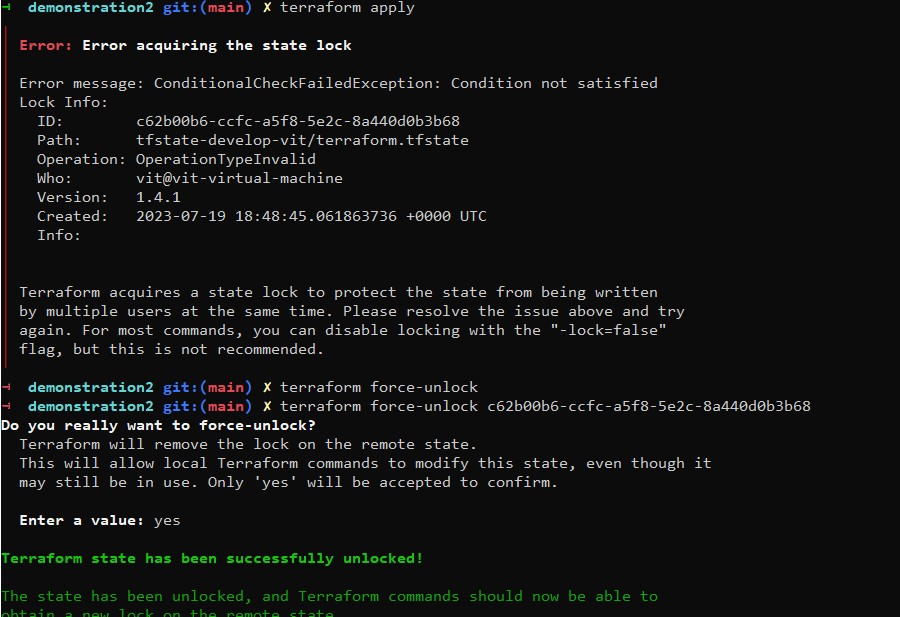 → demonstration2 git:(main) ✗ terraform apply
Error: Error acquiring the state lock
Error message: ConditionalCheckFailedException: Condition not satisfied
Lock Info:
ID: c62b00b6-ccfc-a5f8-5e2c-8a440d0b3b68
Path: tfstate-develop-vit/terraform.tfstate
Operation: OperationTypeInvalid
Who: vit@vit-virtual-machine
Version: 1.4.1
Created: 2023-07-19 18:48:45.061863736 +0000 UTC
Info:
Terraform acquires a state lock to protect the state from being written
by multiple users at the same time. Please resolve the issue above and try
again. For most commands, you can disable locking with the "-lock=false"
flag, but this is not recommended.
→ demonstration2 git:(main) ✗ terraform force-unlock
→ demonstration2 git:(main) ✗ terraform force-unlock c62b00b6-ccfc-a5f8-5e2c-8a440d0b3b68
Do you really want to force-unlock?
Terraform will remove the lock on the remote state.
This will allow local Terraform commands to modify this state, even though it
may still be in use. Only 'yes' will be accepted to confirm.
Enter a value: yes
Terraform state has been successfully unlocked!
The state has been unlocked, and Terraform commands should now be able to
obtain a new lock on the remote state.